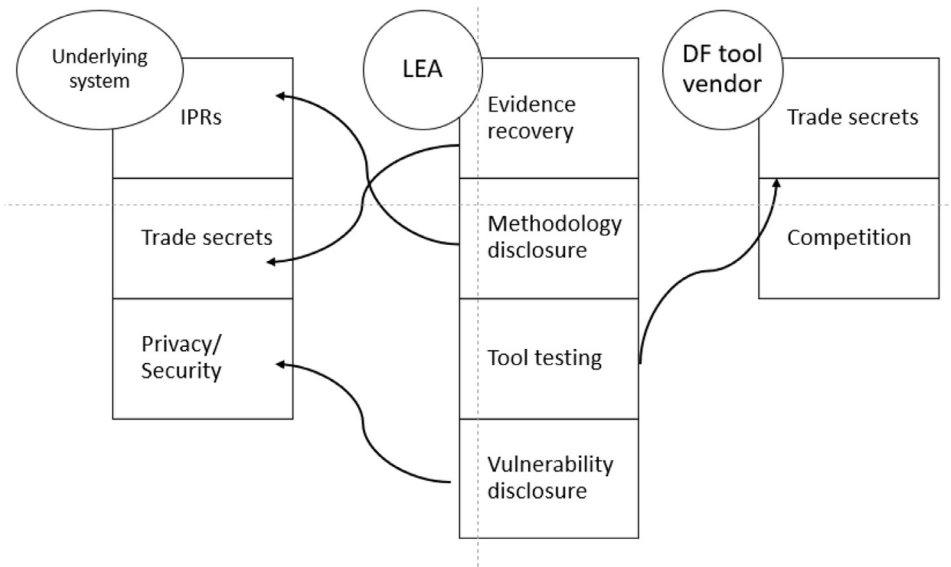 Underlying
system
IPRs
Trade secrets
Privacy/
Security
LEA
Evidence
recovery
Methodology
disclosure
Tool testing
Vulnerability
disclosure
DF tool
vendor
Trade secrets
Competition